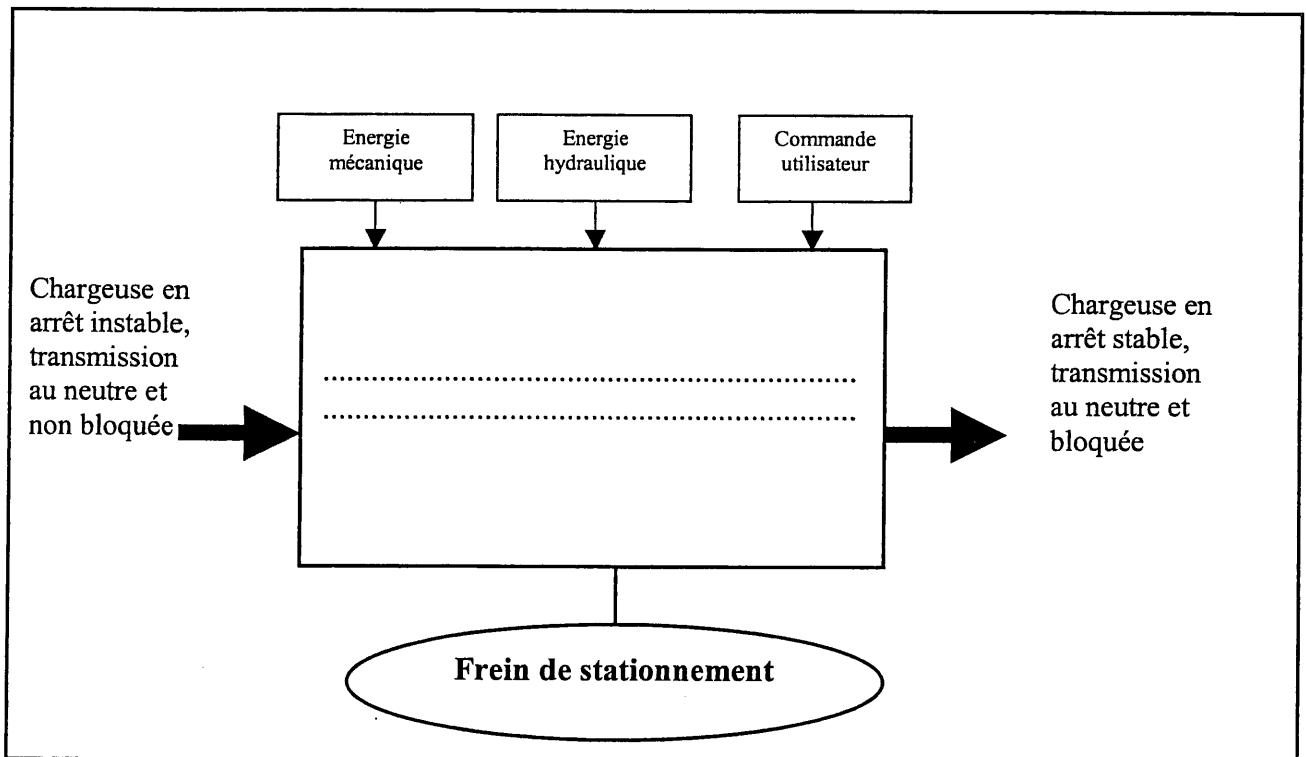 Energie
mécanique
Energie
hydraulique
Commande
utilisateur
Chargeuse en
arrêt instable,
transmission
au neutre et
non bloquée
Chargeuse en
arrêt stable,
transmission
au neutre et
bloquée
Frein de stationnement